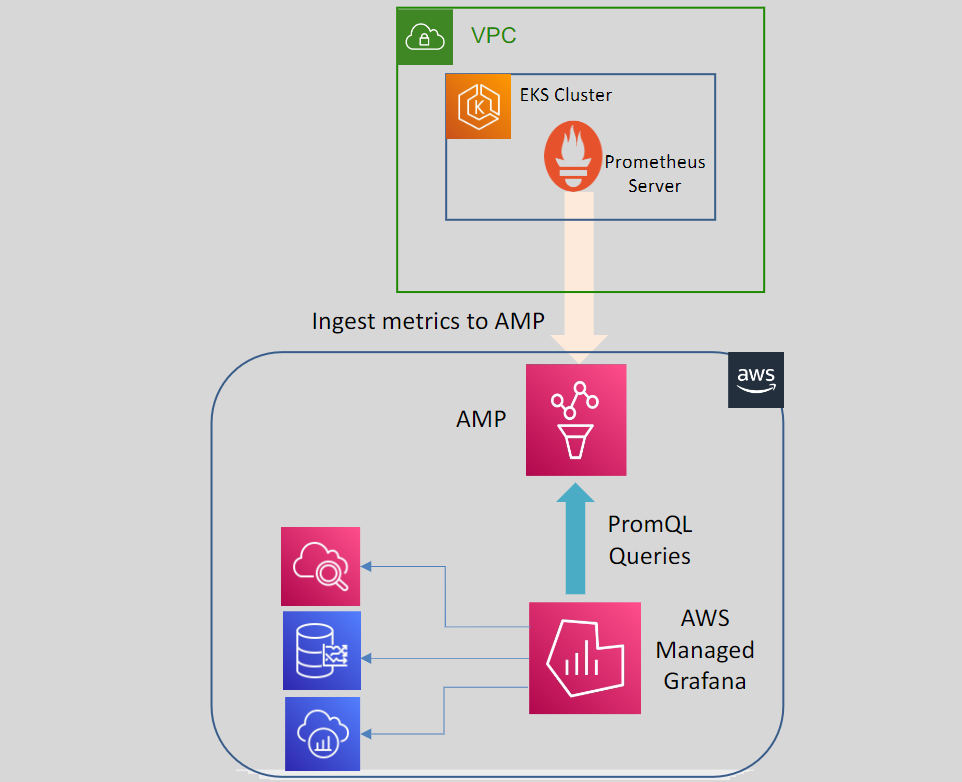 VPC
EKS Cluster
K
Prometheus
Server
Ingest metrics to AMP
aws
AMP
PromQL
Queries
AWS
Managed
Grafana